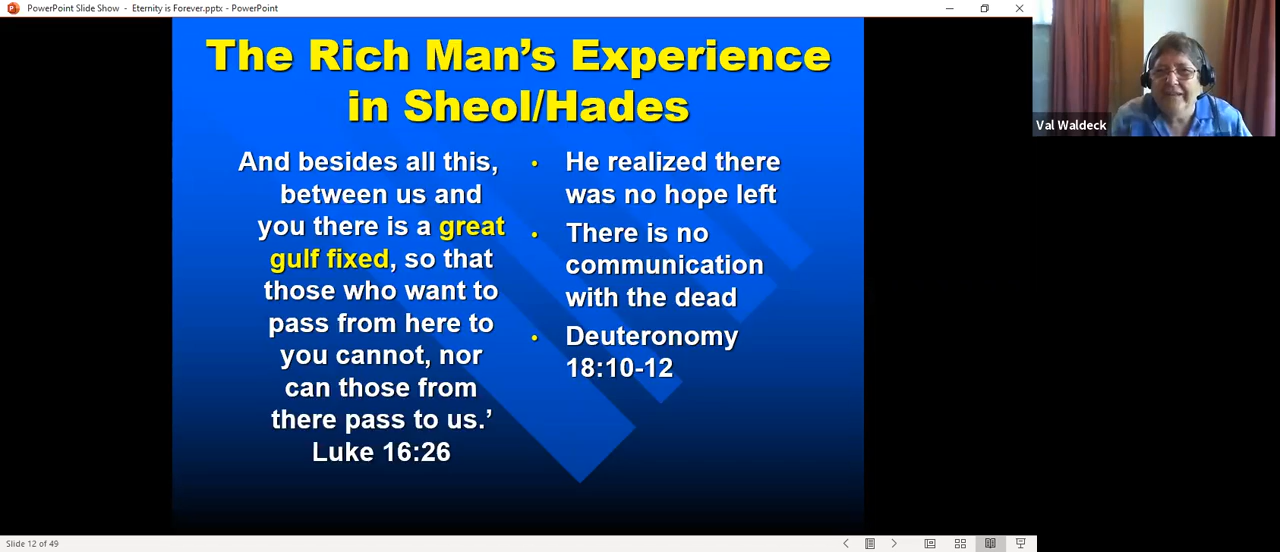 PowerPoint Slide Show - Eternity is Forever.pptx - PowerPoint
The Rich Man's Experience
in Sheol/Hades
And besides all this,
between us and
you there is a great
gulf fixed, so that
those who want to
pass from here to
you cannot, nor
can those from
there pass to us.’
Luke 16:26
• He realized there
was no hope left
• There is no
communication
with the dead
• Deuteronomy
18:10-12
Val Waldeck
Slide 12 of 49